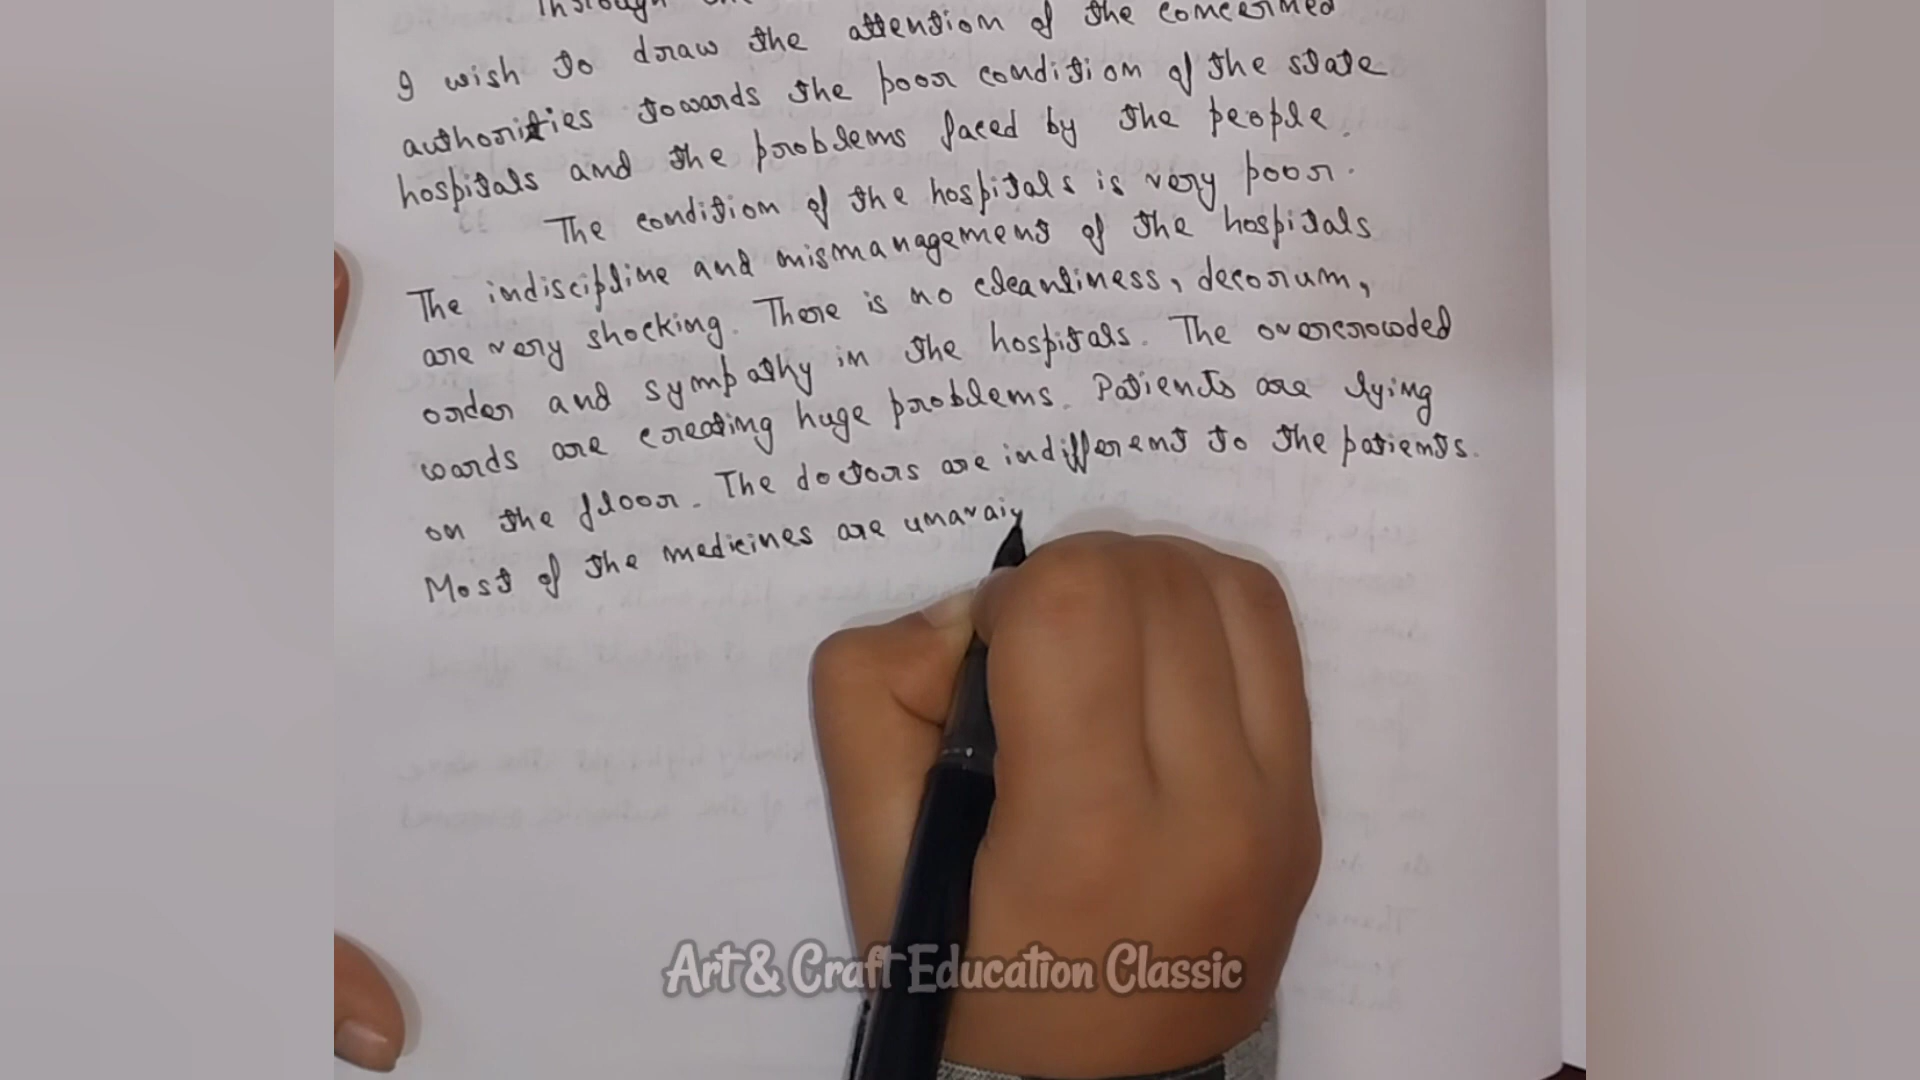 Through
I wish to draw the attention of the concerned
authorities towards the poor condition of the state
hospitals and the problems faced by the people.
The condition of the hospitals is very poor.
The indiscipline and mismanagement of the hospitals
are very shocking. There is no cleanliness, decorum,
order and sympathy in the hospitals. The overcrowded
wards are creating huge problems. Patients are lying
on the floor. The doctors are indifferent to the patients.
Most of the medicines are unavai
Art & Craft Education Classic